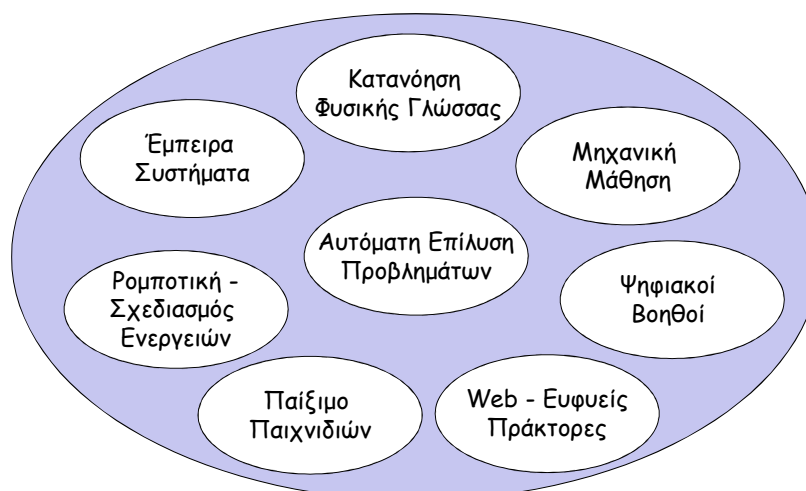 Κατανόηση
Φυσικής Γλώσσας
Έμπειρα
Συστήματα
Μηχανική
Μάθηση
Αυτόματη Επίλυση
Προβλημάτων
Ρομποτική -
Σχεδιασμός
Ενεργειών
Ψηφιακοί
Βοηθοί
Παίξιμο
Παιχνιδιών
Web - Ευφυείς
Πράκτορες